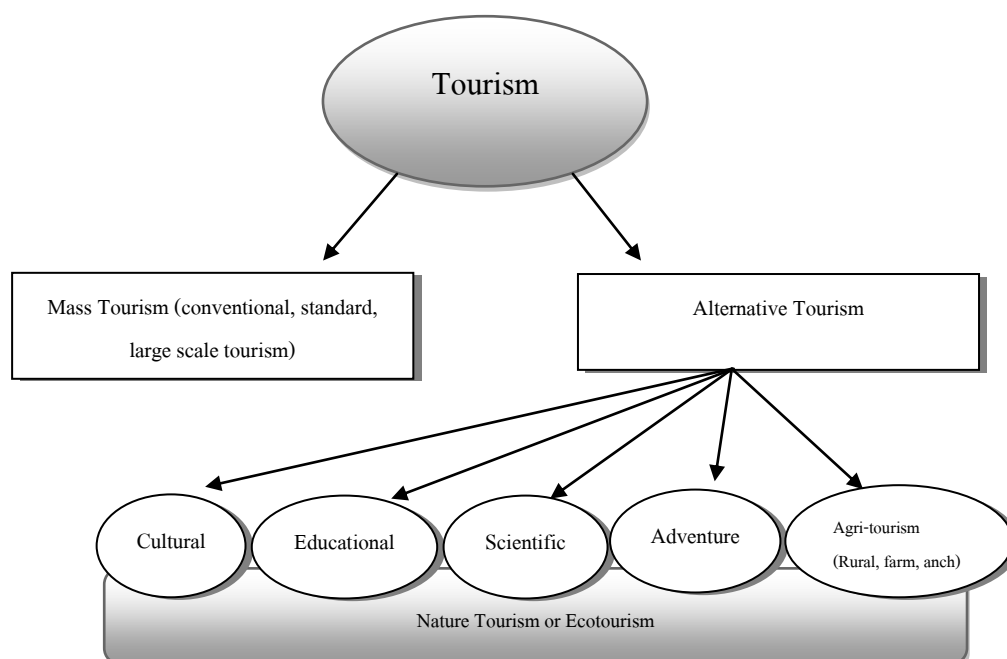 Tourism
Mass Tourism (conventional, standard,
large scale tourism)
Alternative Tourism
Cultural
Educational
Scientific
Adventure
Agri-tourism
(Rural, farm, anch)
Nature Tourism or Ecotourism